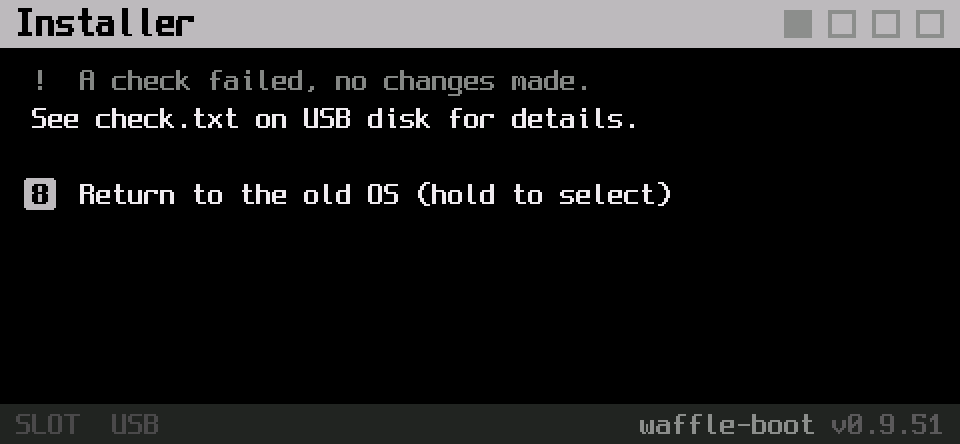 Installer
! A check failed, no changes made.
See check.txt on USB disk for details.
8 Return to the old OS (hold to select)
SLOT USB waffle-boot v0.9.51